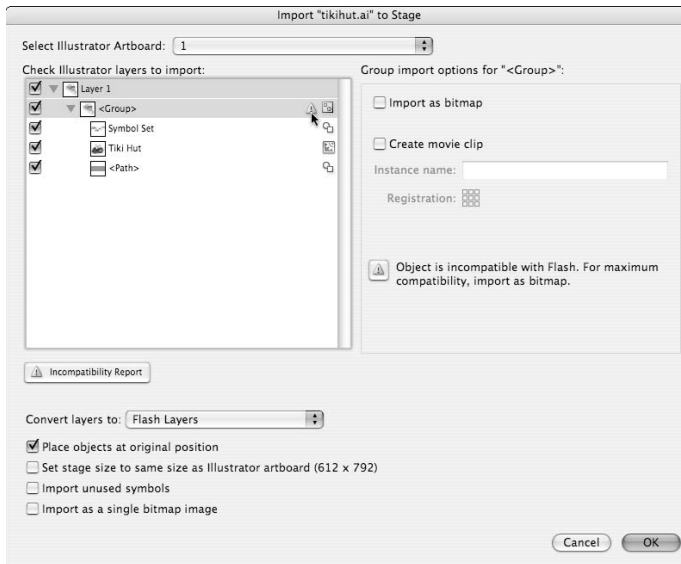 Import "tikihut.ai" to Stage
Select Illustrator Artboard: 1
Check Illustrator layers to import:
Layer 1
<Group>
Symbol Set
Tiki Hut
<Path>
Group import options for "<Group>":
Import as bitmap
Create movie clip
Instance name:
Registration:
Object is incompatible with Flash. For maximum
compatibility, import as bitmap.
Incompatibility Report
Convert layers to: Flash Layers
Place objects at original position
Set stage size to same size as Illustrator artboard (612 x 792)
Import unused symbols
Import as a single bitmap image
Cancel
OK